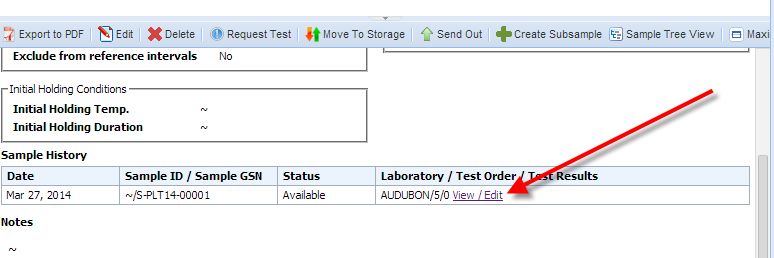 Export to PDF Edit Delete Request Test Move To Storage Send Out Create Subsample Sample Tree View Maxi
Exclude from reference intervals No
Initial Holding Conditions
Initial Holding Temp. ~
Initial Holding Duration ~
Sample History
Date Sample ID / Sample GSN Status Laboratory / Test Order / Test Results
Mar 27, 2014 ~/S-PLT14-00001 Available AUDUBON/5/0 View / Edit
Notes
~